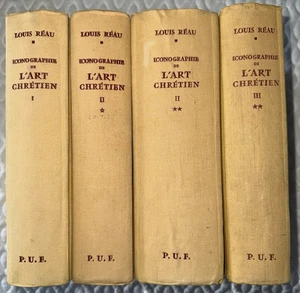 LOUIS RÉAU
*
ICONOGRAPHIE
DE
L'ART
CHRÉTIEN
I
P. U. F.
LOUIS RÉAU
*
ICONOGRAPHIE
DE
L'ART
CHRÉTIEN
II
*
P. U. F.
LOUIS RÉAU
*
ICONOGRAPHIE
DE
L'ART
CHRÉTIEN
II
**
P. U. F.
LOUIS RÉAU
*
ICONOGRAPHIE
DE
L'ART
CHRÉTIEN
III
**
P. U. F.